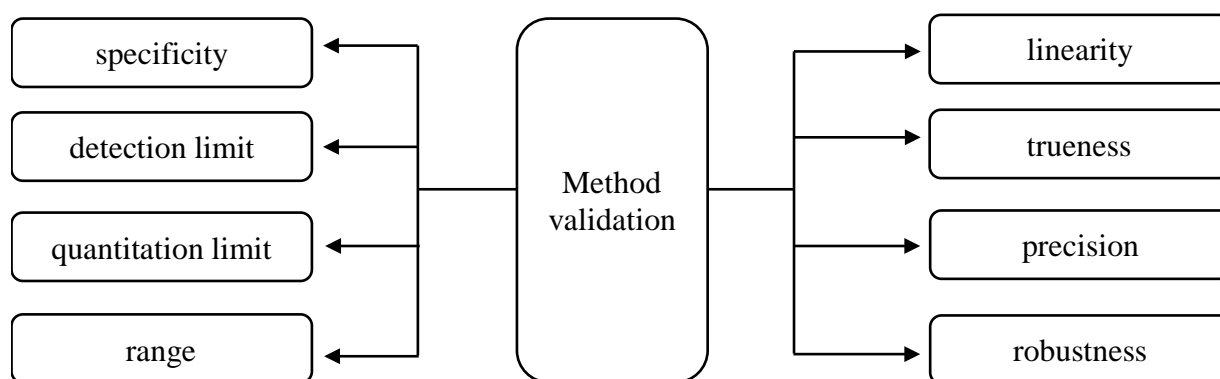 specificity
detection limit
quantitation limit
range
Method
validation
linearity
trueness
precision
robustness